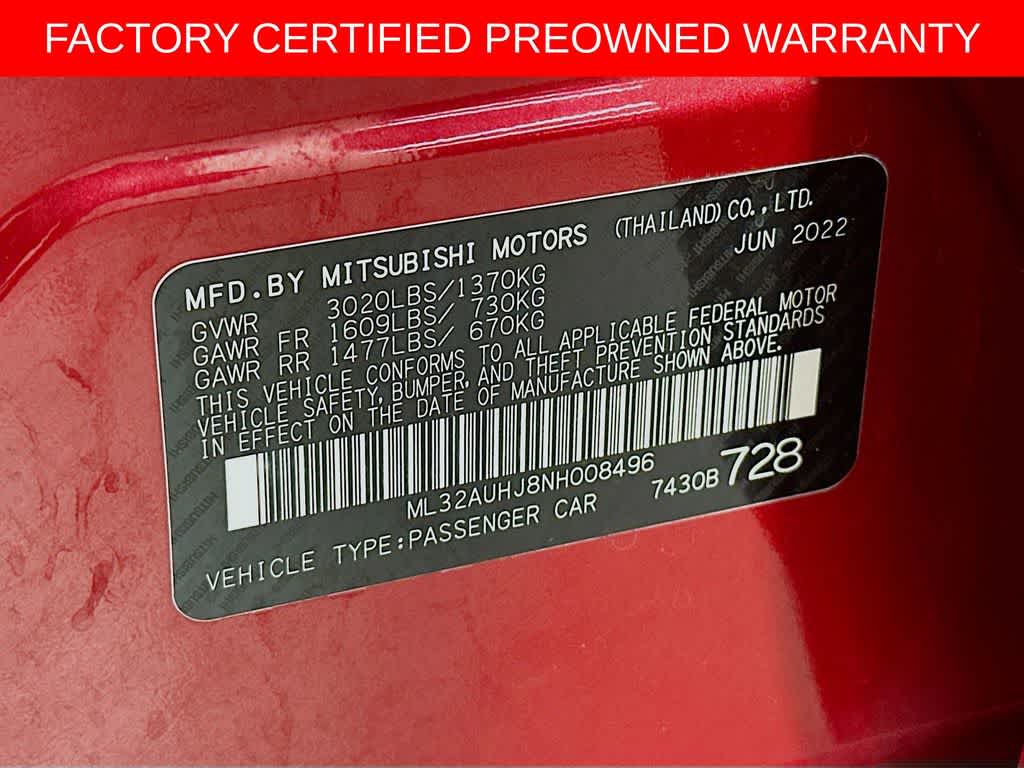 FACTORY CERTIFIED PREOWNED WARRANTY
MFD.BY MITSUBISHI MOTORS (THAILAND) CO.,LTD.
JUN 2022
GVWR 3020LBS/1370KG
GAWR FR 1609LBS/ 730KG
GAWR RR 1477LBS/ 670KG
THIS VEHICLE CONFORMS TO ALL APPLICABLE FEDERAL MOTOR
VEHICLE SAFETY, BUMPER, AND THEFT PREVENTION STANDARDS
IN EFFECT ON THE DATE OF MANUFACTURE SHOWN ABOVE.
ML32AUHJ8NH008496
7430B 728
VEHICLE TYPE:PASSENGER CAR